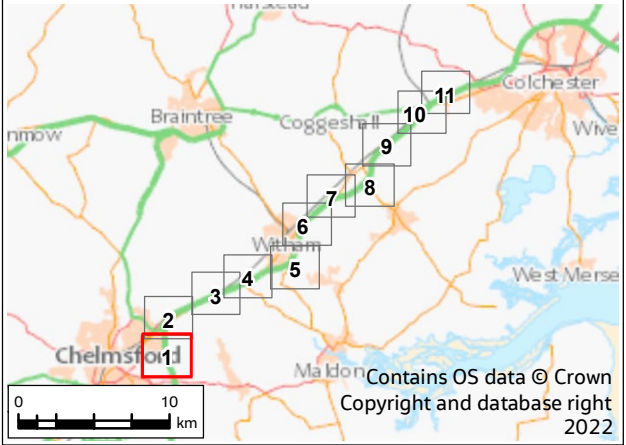 Halstead
Colchester
11
10
Braintree
Coggeshall
nmow
Wive
9
8
7
6
Witham
5
4
West Merse
3
2
Chelmsford
1
Maldon
Contains OS data © Crown
Copyright and database right
2022
0 10
km